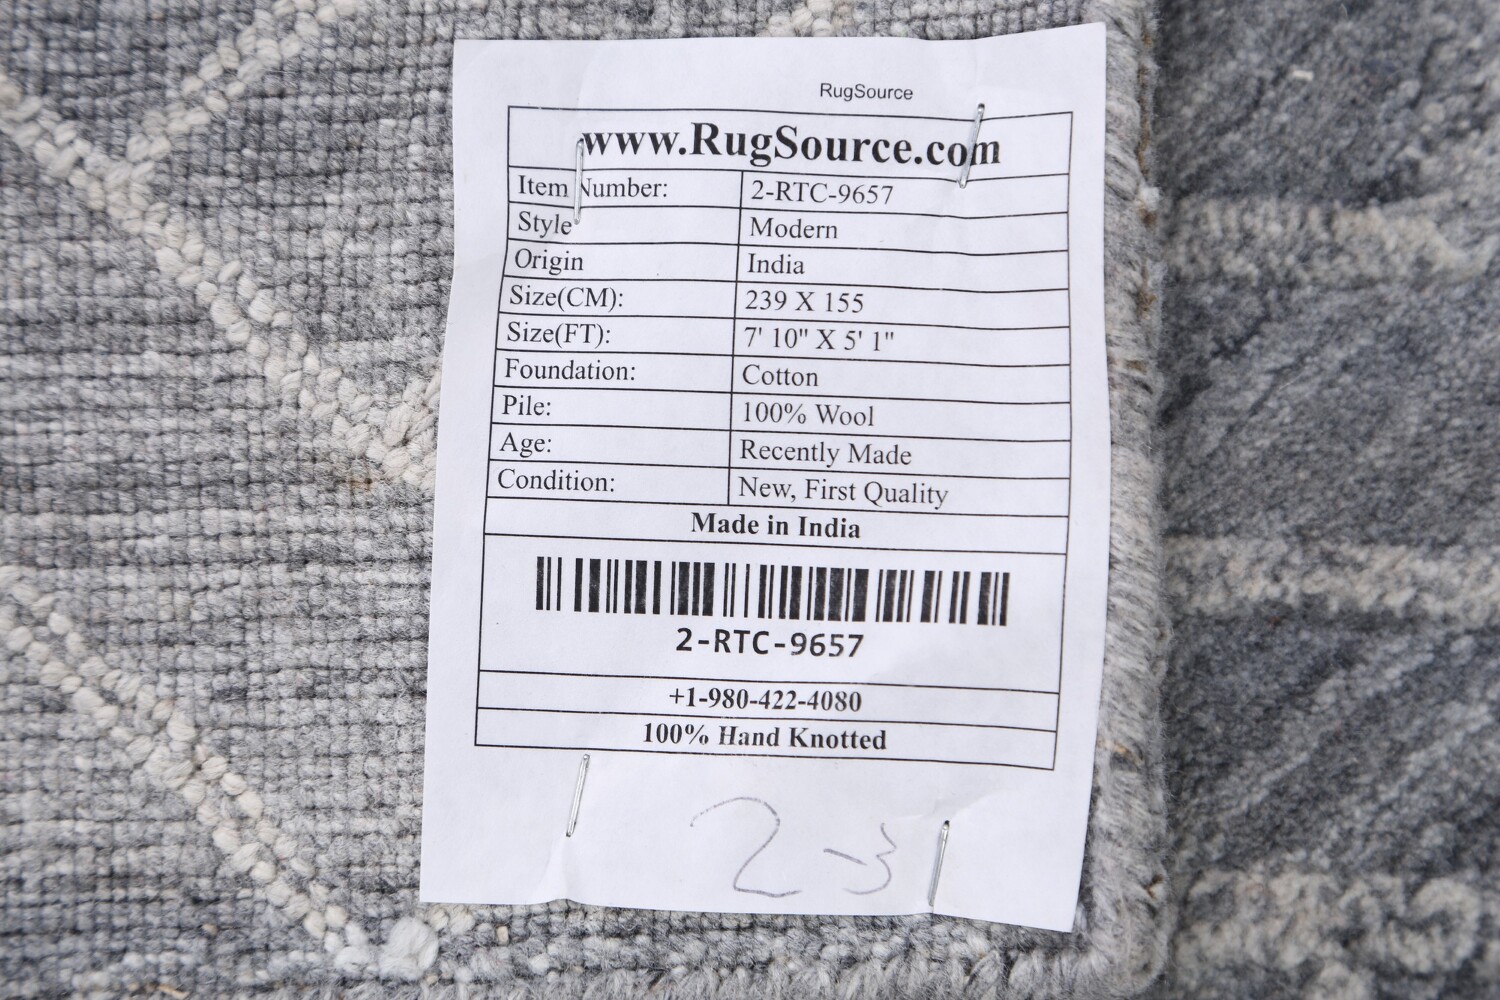 RugSource
www.RugSource.com
Item Number: 2-RTC-9657
Style Modern
Origin India
Size(CM): 239 X 155
Size(FT): 7' 10" X 5' 1"
Foundation: Cotton
Pile: 100% Wool
Age: Recently Made
Condition: New, First Quality
Made in India
2-RTC-9657
+1-980-422-4080
100% Hand Knotted
2-3